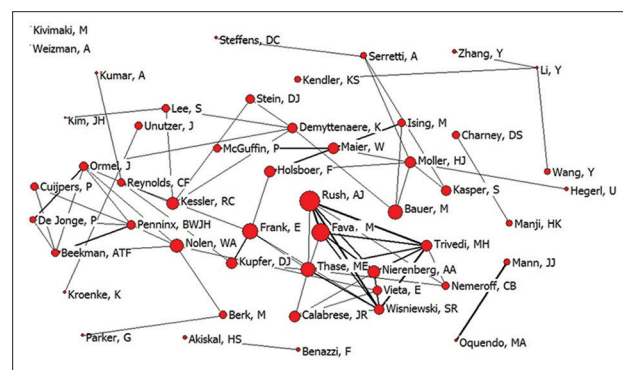 Kivimaki, M
Weizman, A
Steffens, DC
Serretti, A
Zhang, Y
Li, Y
Kumar, A
Kendler, KS
Stein, DJ
Lee, S
Kim, JH
Unutzer, J
Demyttenaere, K
Ising, M
Charney, DS
McGuffin, P
Maier, W
Moller, HJ
Ormel, J
Reynolds, CF
Holsboer, F
Wang, Y
Cuijpers, P
Kessler, RC
Rush, AJ
Kasper, S
Hegerl, U
Bauer, M
De Jonge, P
Penninx, BWJH
Frank, E
Fava, M
Manji, HK
Nolen, WA
Trivedi, MH
Beekman, ATF
Kupfer, DJ
Thase, ME
Nierenberg, AA
Mann, JJ
Kroenke, K
Vieta, E
Nemeroff, CB
Berk, M
Calabrese, JR
Wisniewski, SR
Parker, G
Akiskal, HS
Benazzi, F
Oquendo, MA